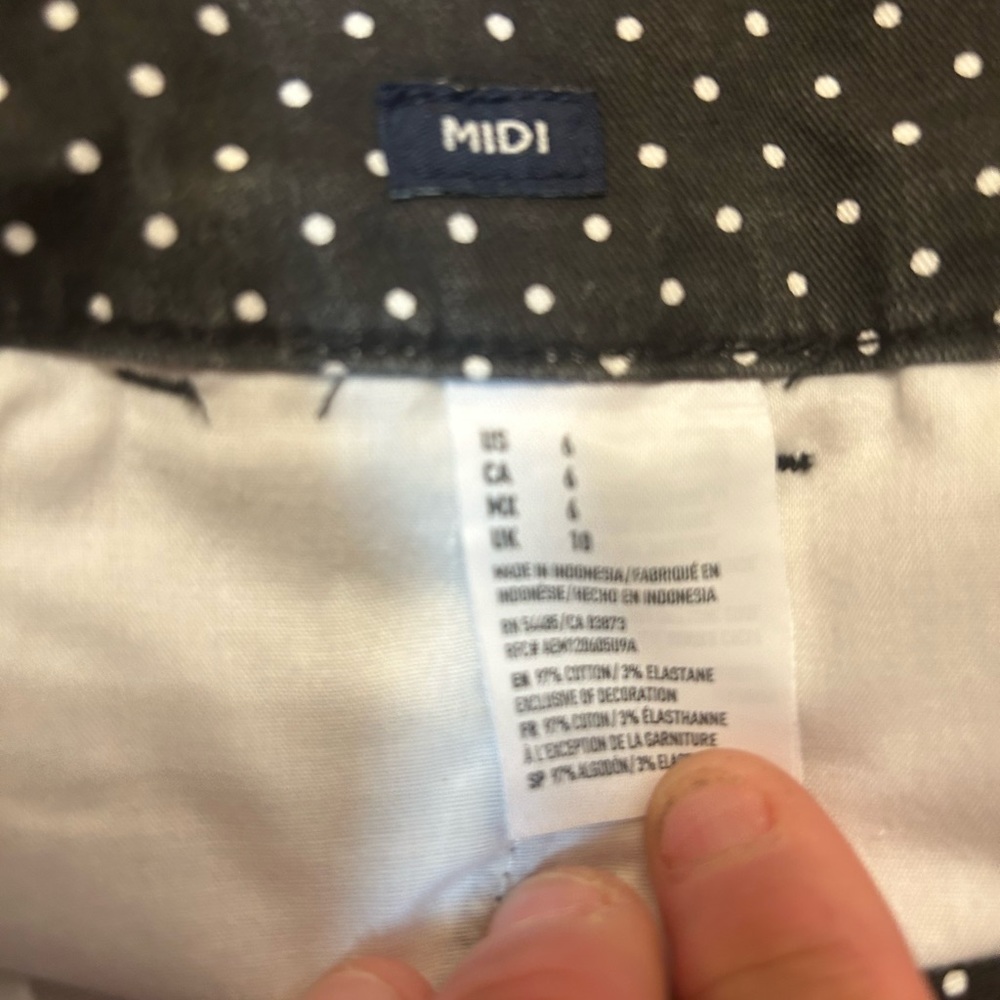 MIDI
US 6
CA 6
MX 6
UK 10
MADE IN INDONESIA/FABRIQUÉ EN
INDONÉSIE/HECHO EN INDONESIA
RN 54485/CA 03873
EN 97% COTTON/3% ELASTANE
EXCLUSIVE OF DECORATION
FR 97% COTON/3% ÉLASTHANNE
À L'EXCEPTION DE LA GARNITURE
SP 97% ALGODÓN/3%